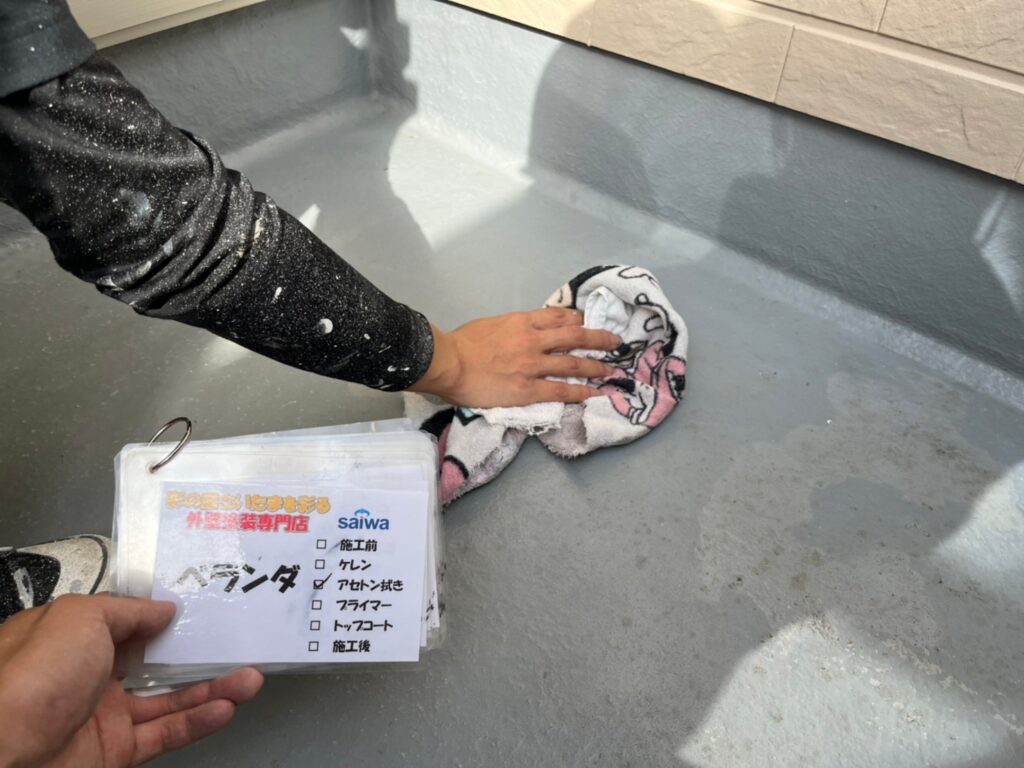 彩の国さいたまを彩る
外壁塗装専門店
saiwa
ベランダ
□ 施工前
□ ケレン
☑ アセトン拭き
□ プライマー
□ トップコート
□ 施工後